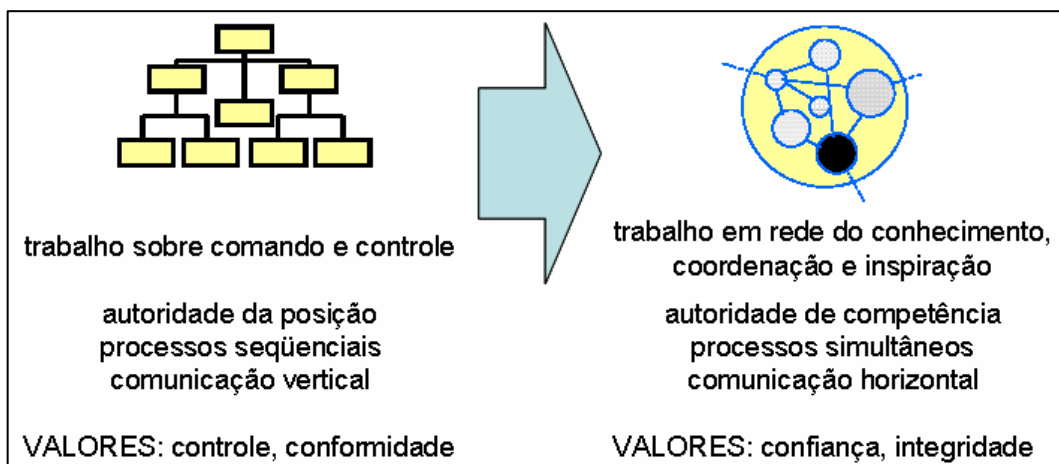 trabalho sobre comando e controle
autoridade da posição
processos seqüenciais
comunicação vertical
VALORES: controle, conformidade
trabalho em rede do conhecimento,
coordenação e inspiração
autoridade de competência
processos simultâneos
comunicação horizontal
VALORES: confiança, integridade